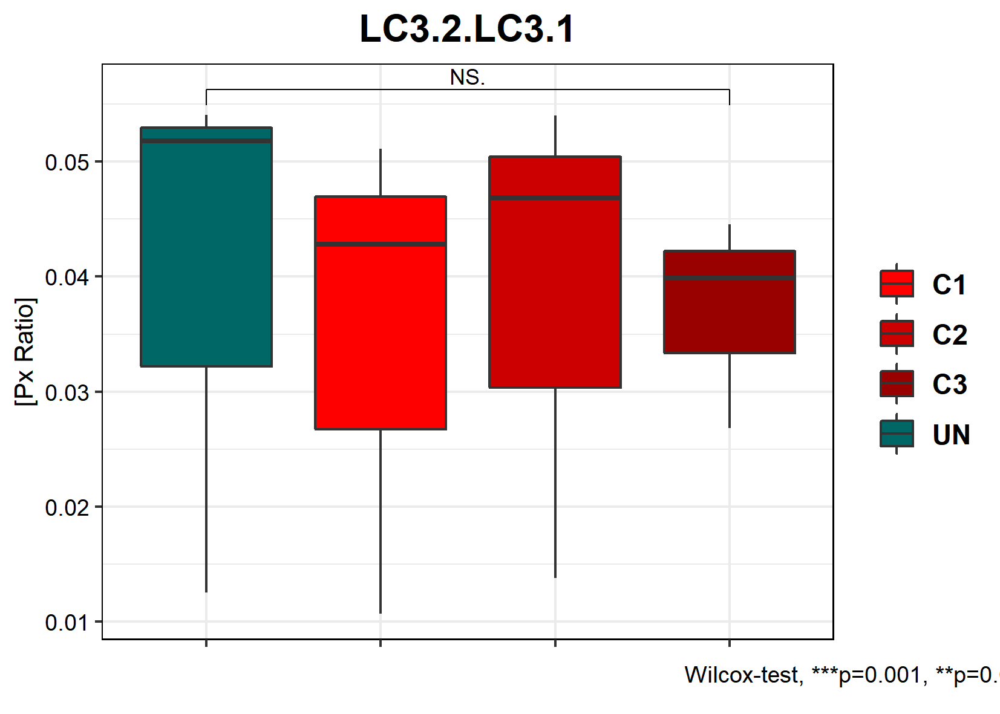 LC3.2.LC3.1
NS.
0.05
0.04
0.03
0.02
0.01
[Px Ratio]
C1
C2
C3
UN
Wilcox-test, ***p=0.001, **p=0.